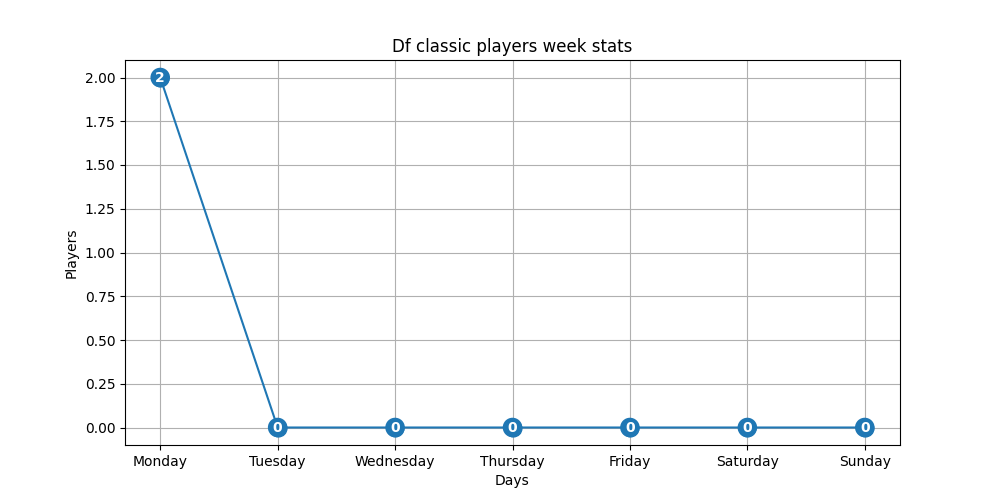 Df classic players week stats
2.00
1.75
1.50
1.25
1.00
0.75
0.50
0.25
0.00
Players
2
0 0 0 0 0 0
Monday Tuesday Wednesday Thursday Friday Saturday Sunday
Days